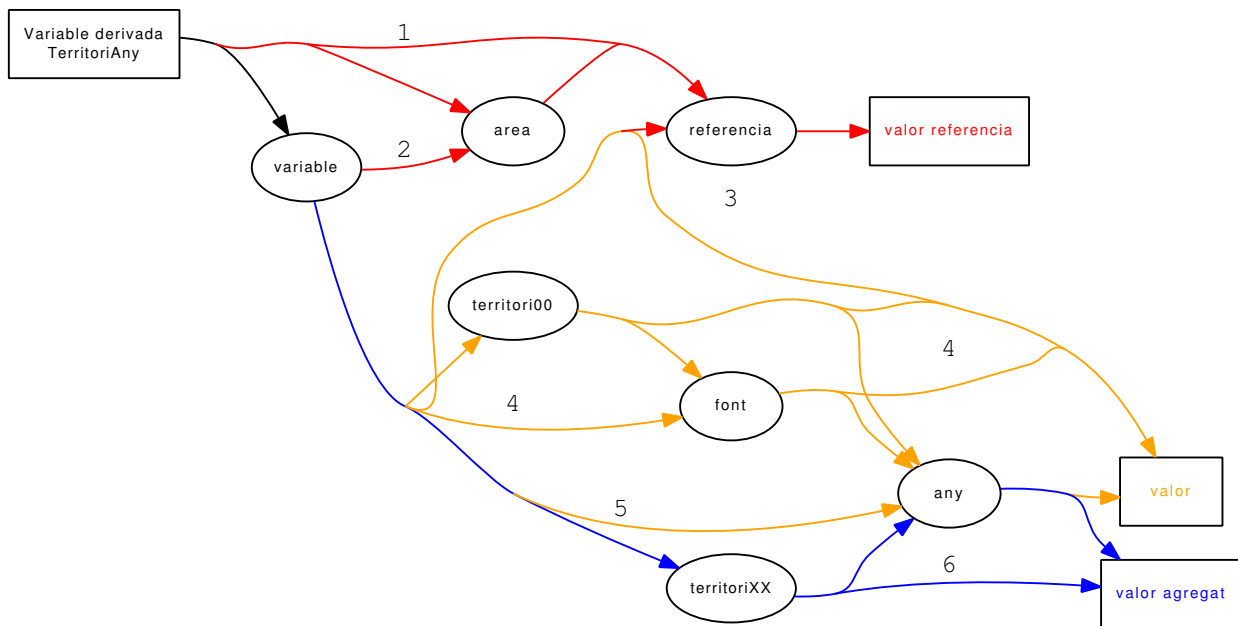 Variable derivada
TerritoriAny
1
area
referencia
valor referencia
variable
2
3
territori00
4
4
font
any
valor
5
territoriXX
6
valor agregat